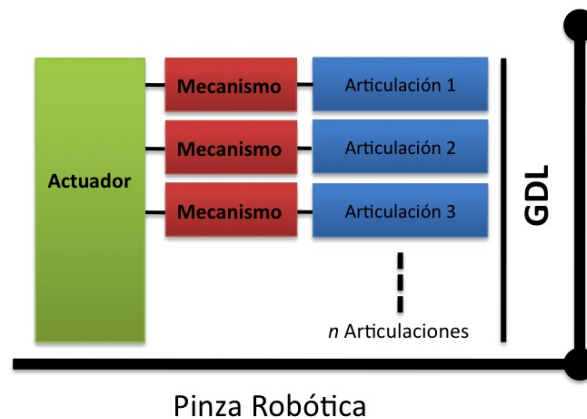 Mecanismo
Articulación 1
Actuador
Mecanismo
Articulación 2
Mecanismo
Articulación 3
n Articulaciones
GDL
Pinza Robótica